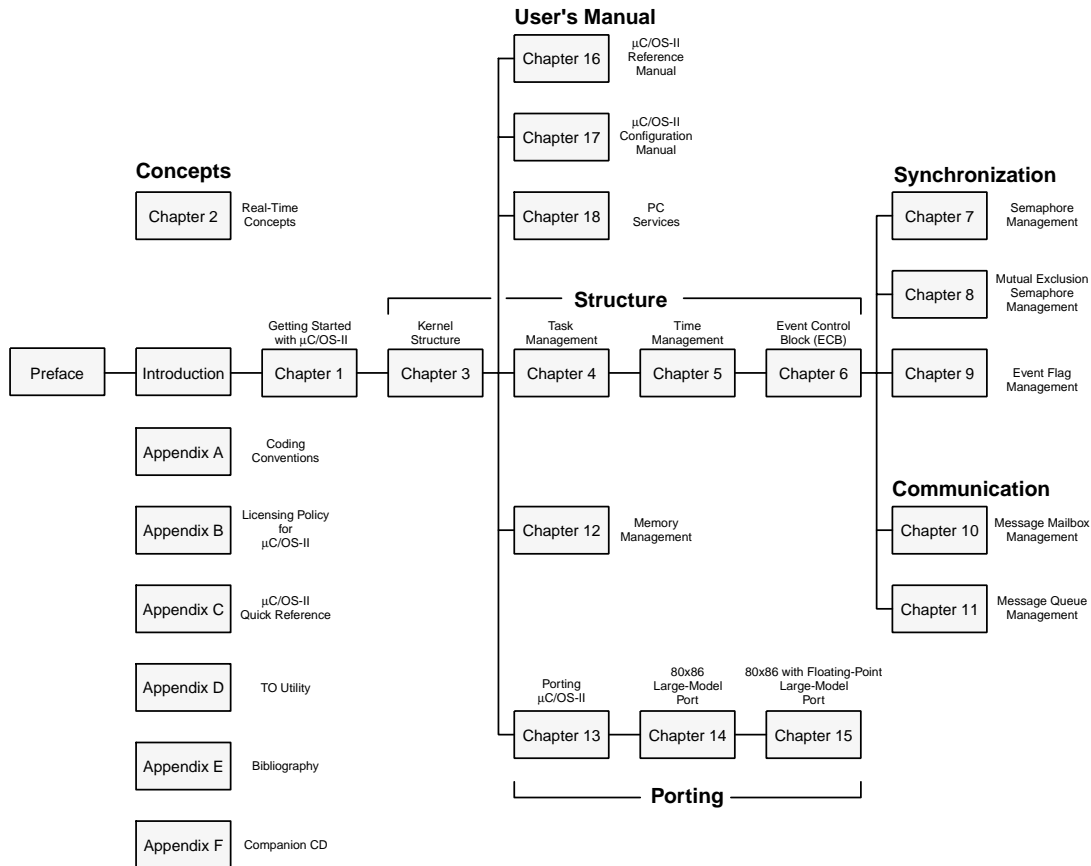 User's Manual
Chapter 16
µC/OS-II
Reference
Manual
Chapter 17
µC/OS-II
Configuration
Manual
Chapter 18
PC
Services
Concepts
Chapter 2
Real-Time
Concepts
Synchronization
Chapter 7
Semaphore
Management
Chapter 8
Mutual Exclusion
Semaphore
Management
Chapter 9
Event Flag
Management
Structure
Preface
Introduction
Getting Started
with µC/OS-II
Chapter 1
Kernel
Structure
Chapter 3
Task
Management
Chapter 4
Time
Management
Chapter 5
Event Control
Block (ECB)
Chapter 6
Appendix A
Coding
Conventions
Appendix B
Licensing Policy
for
µC/OS-II
Appendix C
µC/OS-II
Quick Reference
Appendix D
TO Utility
Appendix E
Bibliography
Appendix F
Companion CD
Chapter 12
Memory
Management
Communication
Chapter 10
Message Mailbox
Management
Chapter 11
Message Queue
Management
Porting
µC/OS-II
Chapter 13
80x86
Large-Model
Port
Chapter 14
80x86 with Floating-Point
Large-Model
Port
Chapter 15
Porting